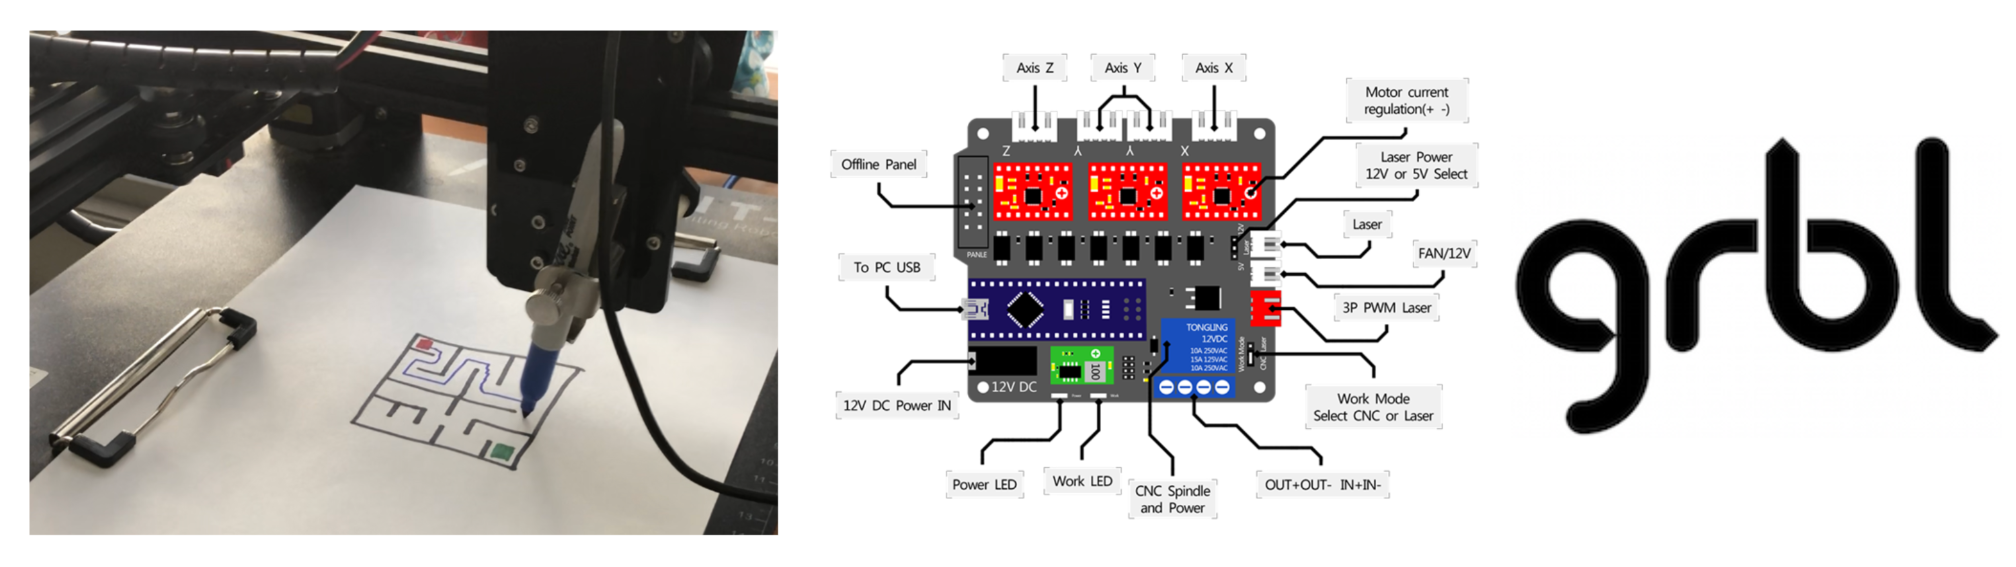 Axis Z
Axis Y
Axis X
Motor current
regulation(+ -)
Laser Power
12V or 5V Select
Offline Panel
Laser
FAN/12V
To PC USB
3P PWM Laser
12V DC Power IN
Work Mode
Select CNC or Laser
Power LED
Work LED
CNC Spindle
and Power
OUT+OUT- IN+IN-
Z
Y
Y
X
PANLE
12V
Laser
5V
TONGLING
12VDC
10A 250VAC
15A 125VAC
10A 250VAC
Work Mode
CNC Laser
100
12V DC
grbl